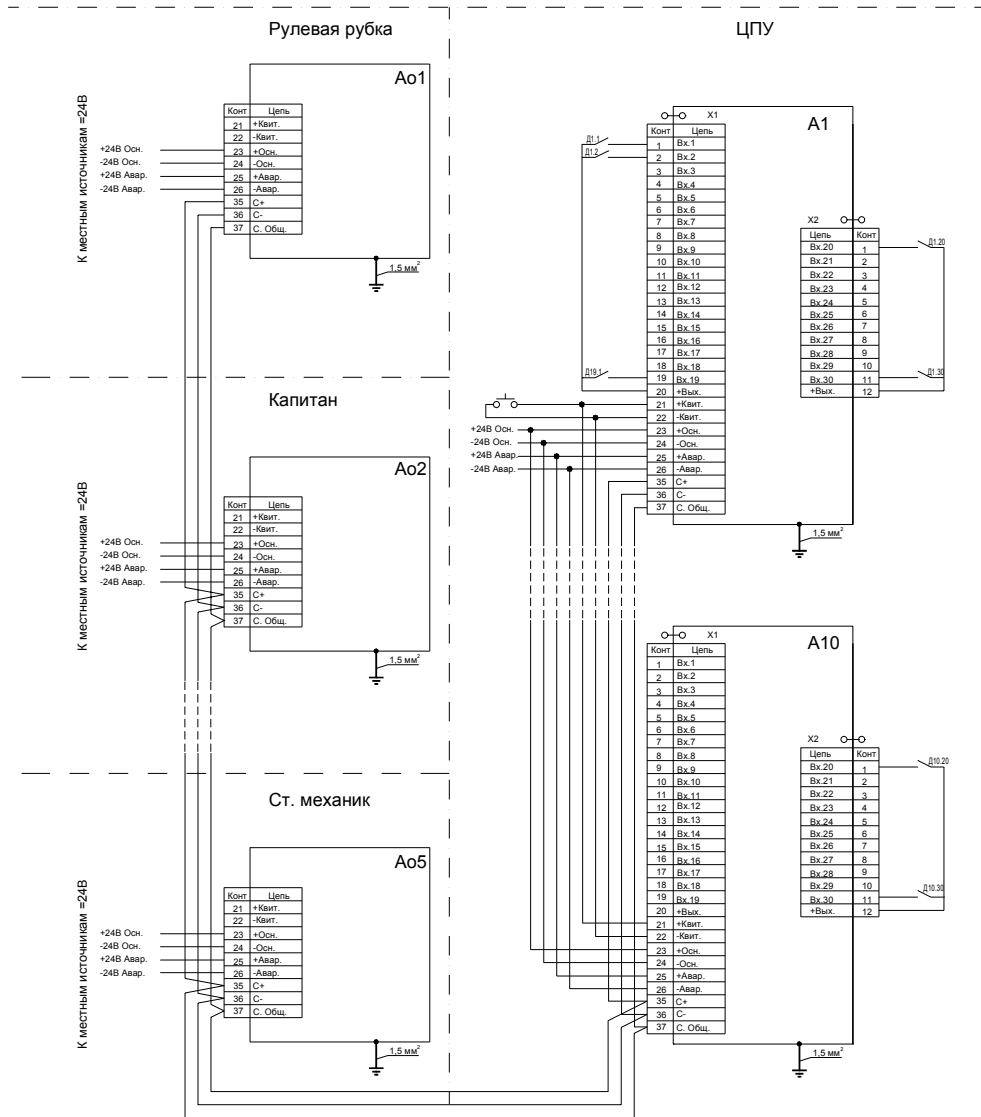 Рулевая рубка
ЦПУ
Ао1
К местным источникам =24В
Конт Цепь
21 +Квит.
22 -Квит.
+24В Осн. 23 +Осн.
-24В Осн. 24 -Осн.
+24В Авар. 25 +Авар.
-24В Авар. 26 -Авар.
35 С+
36 С-
37 С. Общ.
1,5 мм²
Капитан
Ао2
К местным источникам =24В
Конт Цепь
21 +Квит.
22 -Квит.
+24В Осн. 23 +Осн.
-24В Осн. 24 -Осн.
+24В Авар. 25 +Авар.
-24В Авар. 26 -Авар.
35 С+
36 С-
37 С. Общ.
1,5 мм²
Ст. механик
Ао5
К местным источникам =24В
Конт Цепь
21 +Квит.
22 -Квит.
+24В Осн. 23 +Осн.
-24В Осн. 24 -Осн.
+24В Авар. 25 +Авар.
-24В Авар. 26 -Авар.
35 С+
36 С-
37 С. Общ.
1,5 мм²
А1
Х1
Конт Цепь
Д1.1 1 Вх.1
Д1.2 2 Вх.2
3 Вх.3
4 Вх.4
5 Вх.5
6 Вх.6
7 Вх.7
8 Вх.8
9 Вх.9
10 Вх.10
11 Вх.11
12 Вх.12
13 Вх.13
14 Вх.14
15 Вх.15
16 Вх.16
17 Вх.17
18 Вх.18
Д19.1 19 Вх.19
20 +Вых.
21 +Квит.
22 -Квит.
+24В Осн. 23 +Осн.
-24В Осн. 24 -Осн.
+24В Авар. 25 +Авар.
-24В Авар. 26 -Авар.
35 С+
36 С-
37 С. Общ.
Х2
Цепь Конт
Вх.20 1 Д1.20
Вх.21 2
Вх.22 3
Вх.23 4
Вх.24 5
Вх.25 6
Вх.26 7
Вх.27 8
Вх.28 9
Вх.29 10
Вх.30 11 Д1.30
+Вых. 12
1,5 мм²
А10
Х1
Конт Цепь
1 Вх.1
2 Вх.2
3 Вх.3
4 Вх.4
5 Вх.5
6 Вх.6
7 Вх.7
8 Вх.8
9 Вх.9
10 Вх.10
11 Вх.11
12 Вх.12
13 Вх.13
14 Вх.14
15 Вх.15
16 Вх.16
17 Вх.17
18 Вх.18
19 Вх.19
20 +Вых.
21 +Квит.
22 -Квит.
23 +Осн.
24 -Осн.
25 +Авар.
26 -Авар.
35 С+
36 С-
37 С. Общ.
Х2
Цепь Конт
Вх.20 1 Д10.20
Вх.21 2
Вх.22 3
Вх.23 4
Вх.24 5
Вх.25 6
Вх.26 7
Вх.27 8
Вх.28 9
Вх.29 10
Вх.30 11 Д10.30
+Вых. 12
1,5 мм²